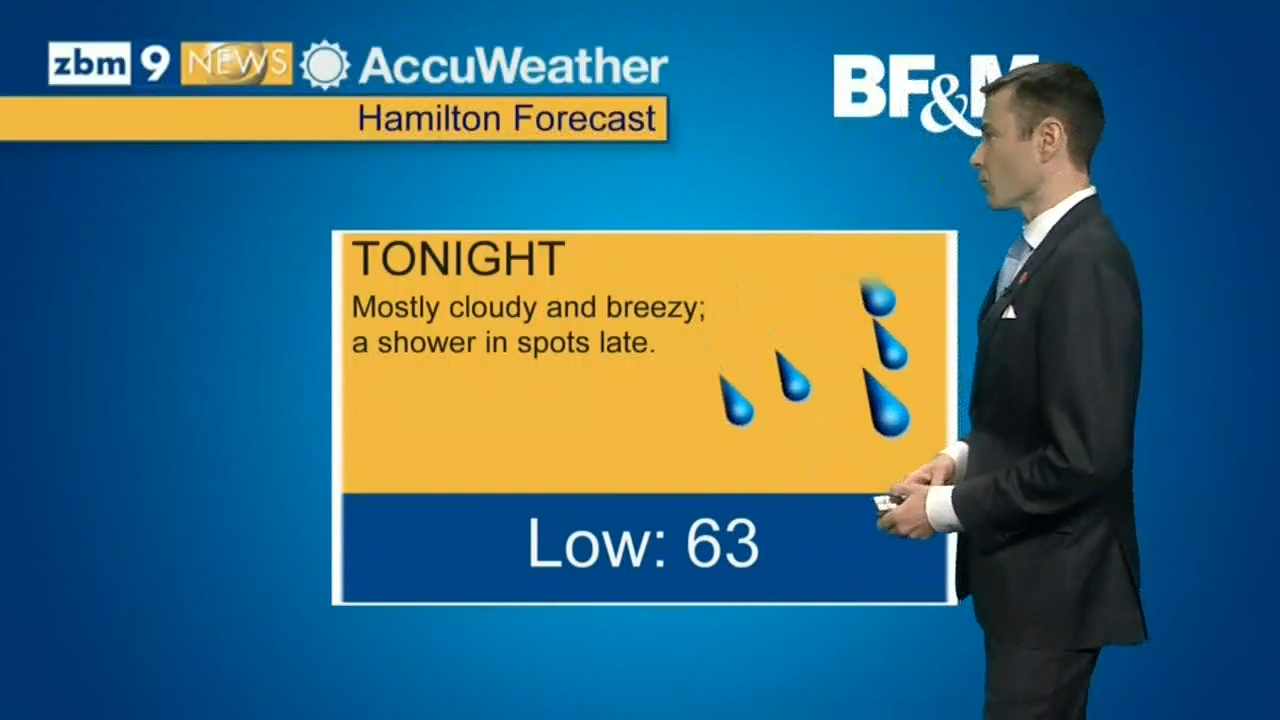 zbm 9 NEWS AccuWeather
BF&M
Hamilton Forecast
TONIGHT
Mostly cloudy and breezy;
a shower in spots late.
Low: 63